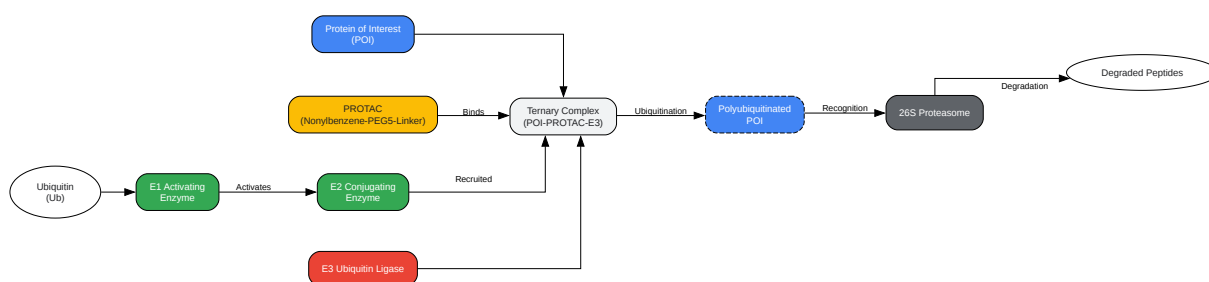 Protein of Interest
(POI)
Degraded Peptides
Degradation
PROTAC
(Nonylbenzene-PEG5-Linker)
Binds
Ternary Complex
(POI-PROTAC-E3)
Ubiquitination
Polyubiquitinated
POI
Recognition
26S Proteasome
Ubiquitin
(Ub)
E1 Activating
Enzyme
Activates
E2 Conjugating
Enzyme
Recruited
E3 Ubiquitin Ligase